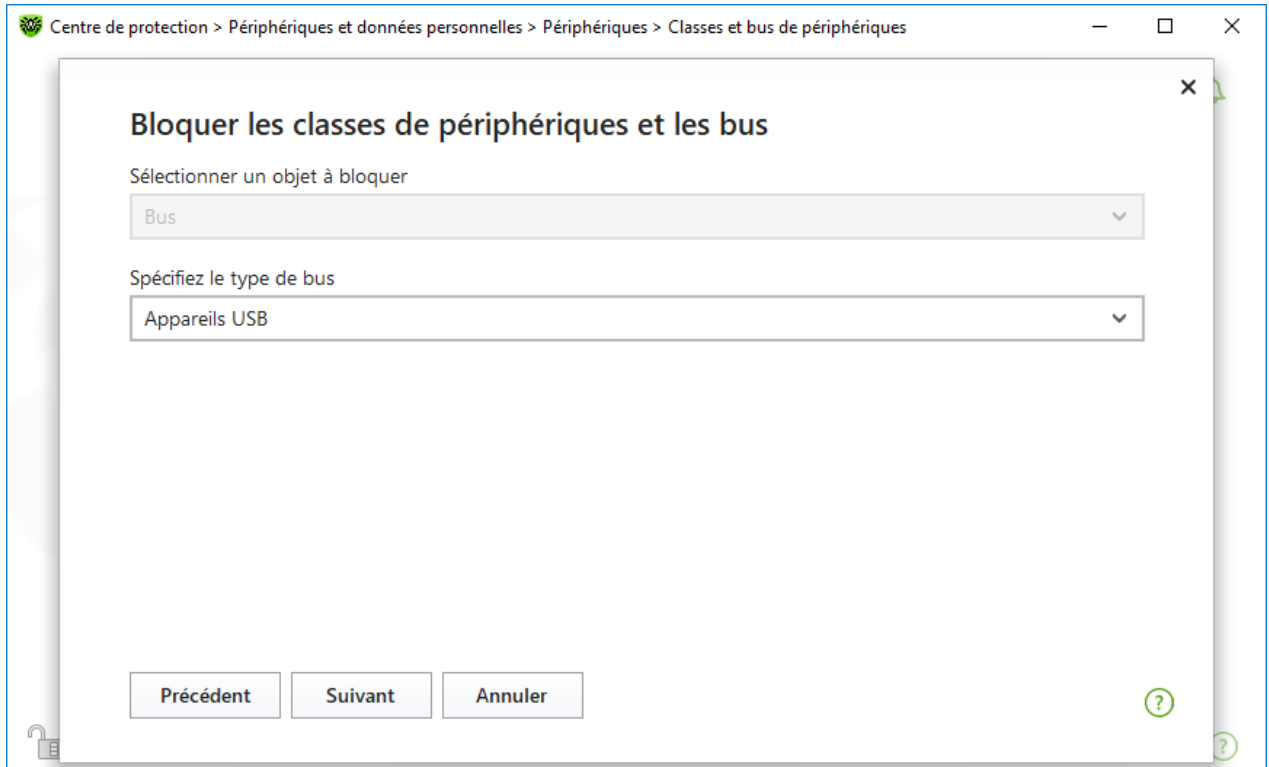 Centre de protection > Périphériques et données personnelles > Périphériques > Classes et bus de périphériques
Bloquer les classes de périphériques et les bus
Sélectionner un objet à bloquer
Bus
Spécifiez le type de bus
Appareils USB
Précédent
Suivant
Annuler
?
?